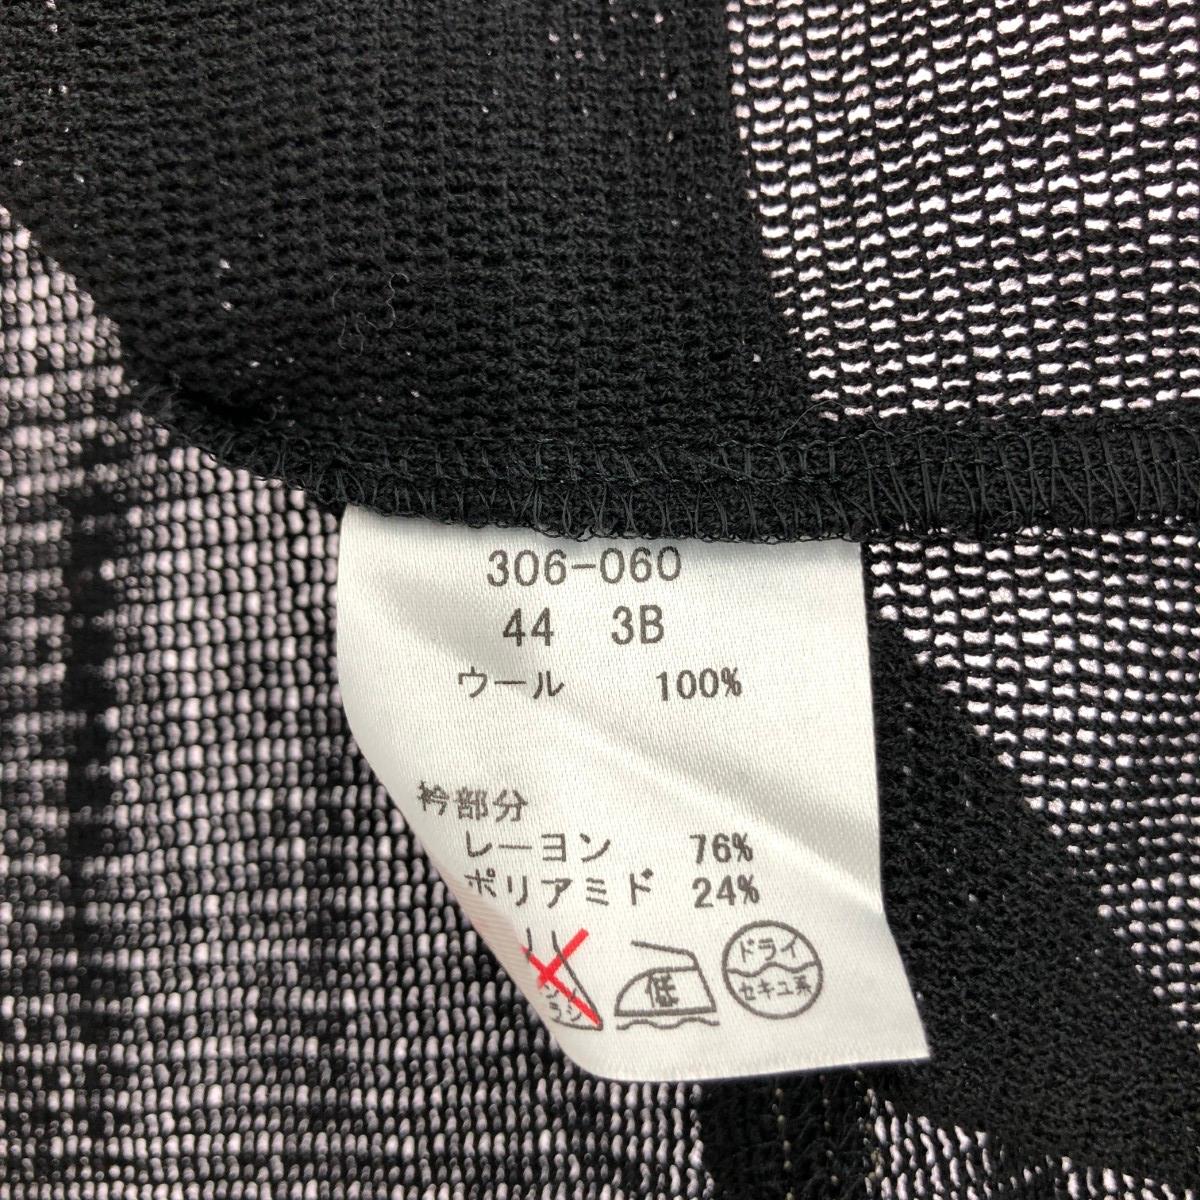 306-060
44 3B
ウール 100%
衿部分
レーヨン 76%
ポリアミド 24%
低
ドライ
セキユ系